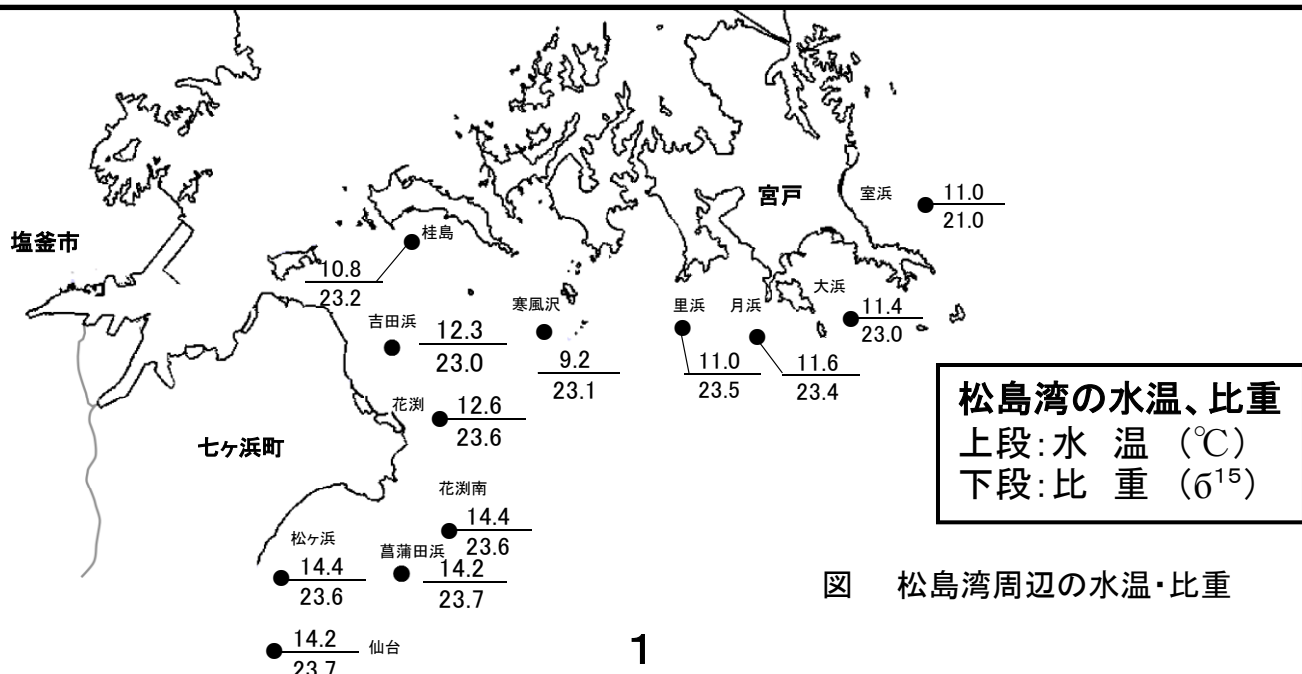 宮戸
室浜
11.0
21.0
塩釜市
桂島
10.8
23.2
大浜
11.4
23.0
寒風沢
9.2
23.1
里浜
11.0
23.5
月浜
11.6
23.4
吉田浜
12.3
23.0
花渕
12.6
23.6
七ヶ浜町
花渕南
14.4
23.6
松ヶ浜
14.4
23.6
菖蒲田浜
14.2
23.7
仙台
14.2
23.7
松島湾の水温、比重
上段:水 温 (℃)
下段:比 重 (б¹⁵)
図 松島湾周辺の水温・比重
1